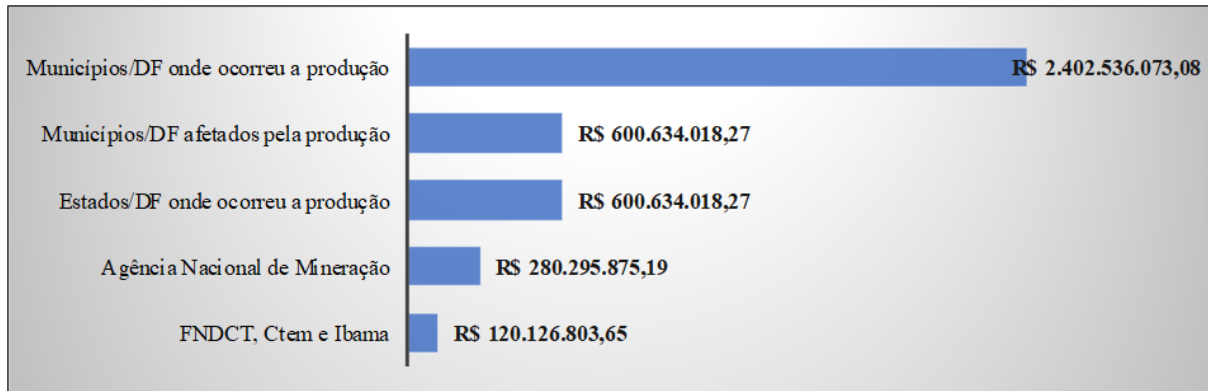 Municípios/DF onde ocorreu a produção R$ 2.402.536.073,08
Municípios/DF afetados pela produção R$ 600.634.018,27
Estados/DF onde ocorreu a produção R$ 600.634.018,27
Agência Nacional de Mineração R$ 280.295.875,19
FNDCT, Ctem e Ibama R$ 120.126.803,65